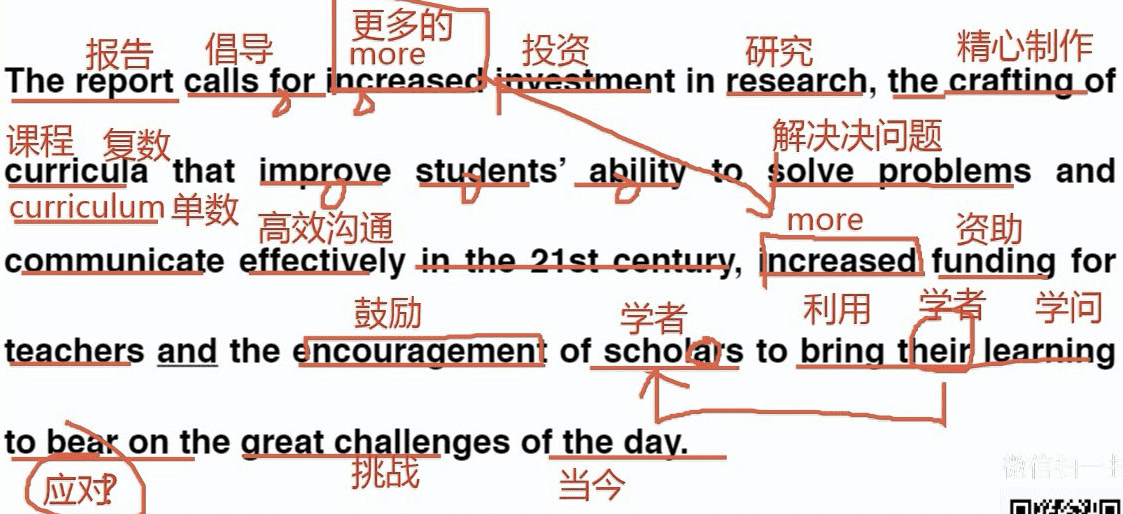 报告 倡导 更多的 投资 研究 精心制作
more
The report calls for increased investment in research, the crafting of
课程 复数 解决决问题
curricula that improve students’ ability to solve problems and
curriculum 单数 高效沟通 more 资助
communicate effectively in the 21st century, increased funding for
鼓励 学者 利用 学者 学问
teachers and the encouragement of scholars to bring their learning
to bear on the great challenges of the day.
应对? 挑战 当今
微信扫一扫